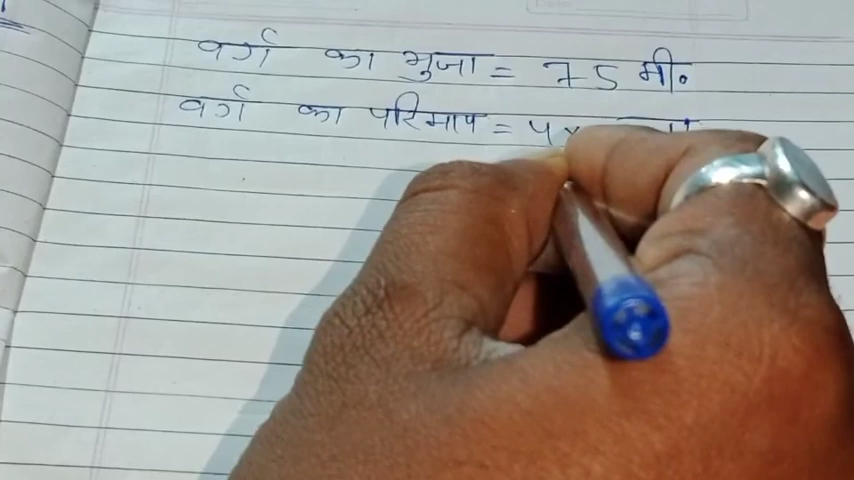 वर्ग का भुजा = 75 मी०
वर्ग का परिमाप = 4 ×